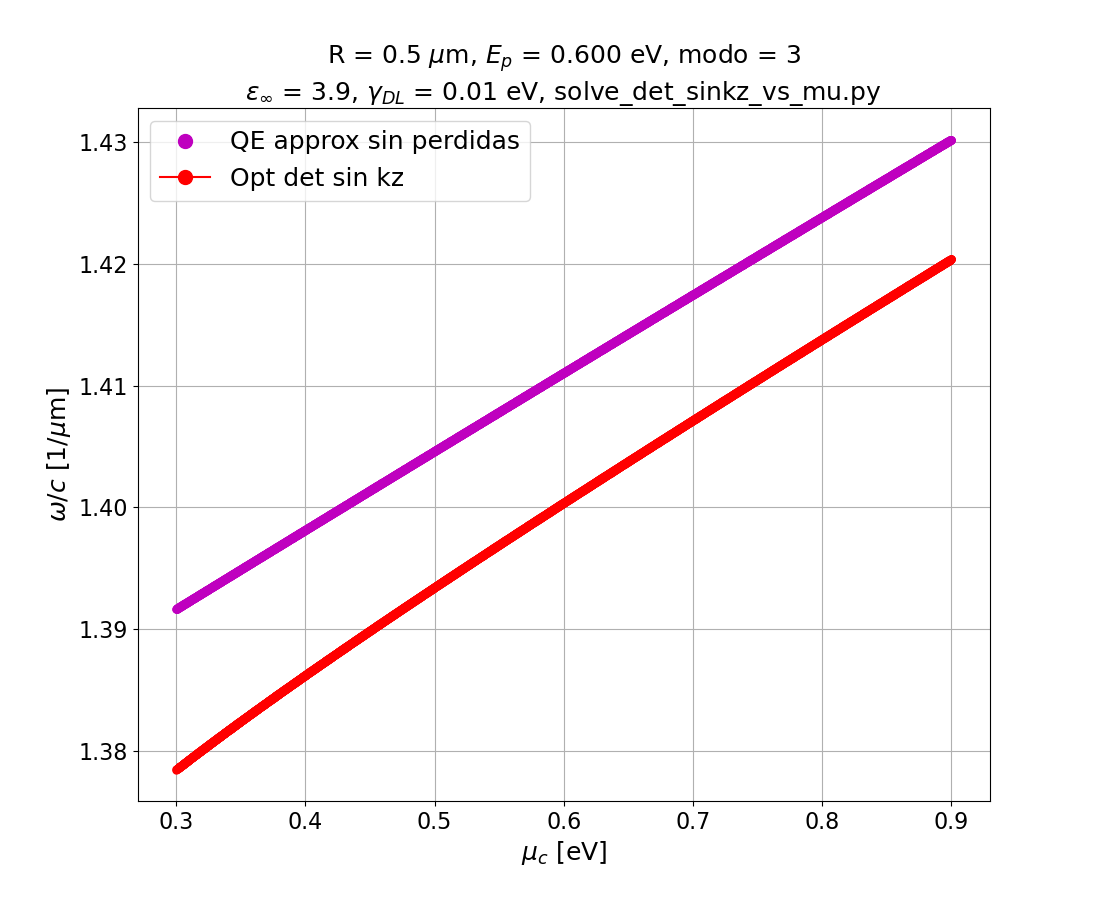 R = 0.5 μm, E_p = 0.600 eV, modo = 3
ε_∞ = 3.9, γ_DL = 0.01 eV, solve_det_sinkz_vs_mu.py
QE approx sin perdidas
Opt det sin kz
1.43
1.42
1.41
1.40
1.39
1.38
ω/c [1/μm]
0.3 0.4 0.5 0.6 0.7 0.8 0.9
μ_c [eV]